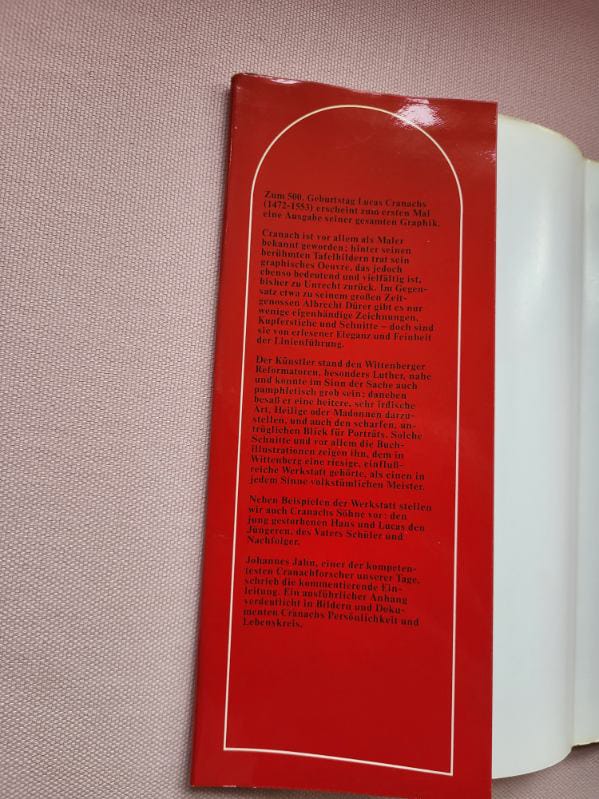 Zum 500. Geburtstag Lucas Cranachs
(1472-1553) erscheint zum ersten Mal
eine Ausgabe seiner gesamten Graphik.
Cranach ist vor allem als Maler
bekannt geworden; hinter seinen
berühmten Tafelbildern trat sein
graphisches Oeuvre, das jedoch
ebenso bedeutend und vielfältig ist,
bisher zu Unrecht zurück. Im Gegen-
satz etwa zu seinem großen Zeit-
genossen Albrecht Dürer gibt es nur
wenige eigenhändige Zeichnungen,
Kupferstiche und Schnitte – doch sind
sie von erlesener Eleganz und Feinheit
der Linienführung.
Der Künstler stand den Wittenberger
Reformatoren, besonders Luther, nahe
und konnte im Sinn der Sache auch
pamphletisch grob sein; daneben
besaß er eine heitere, sehr irdische
Art, Heilige oder Madonnen darzu-
stellen, und auch den scharfen, un-
trüglichen Blick für Porträts. Solche
Schnitte und vor allem die Buch-
illustrationen zeigen ihn, dem in
Wittenberg eine riesige, einfluß-
reiche Werkstatt gehörte, als einen in
jedem Sinne volkstümlichen Meister.
Neben Beispielen der Werkstatt stellen
wir auch Cranachs Söhne vor: den
jung gestorbenen Hans und Lucas den
Jüngeren, des Vaters Schüler und
Nachfolger.
Johannes Jahn, einer der kompeten-
testen Cranachforscher unserer Tage,
schrieb die kommentierende Ein-
leitung. Ein ausführlicher Anhang
verdeutlicht in Bildern und Doku-
menten Cranachs Persönlichkeit und
Lebenskreis.